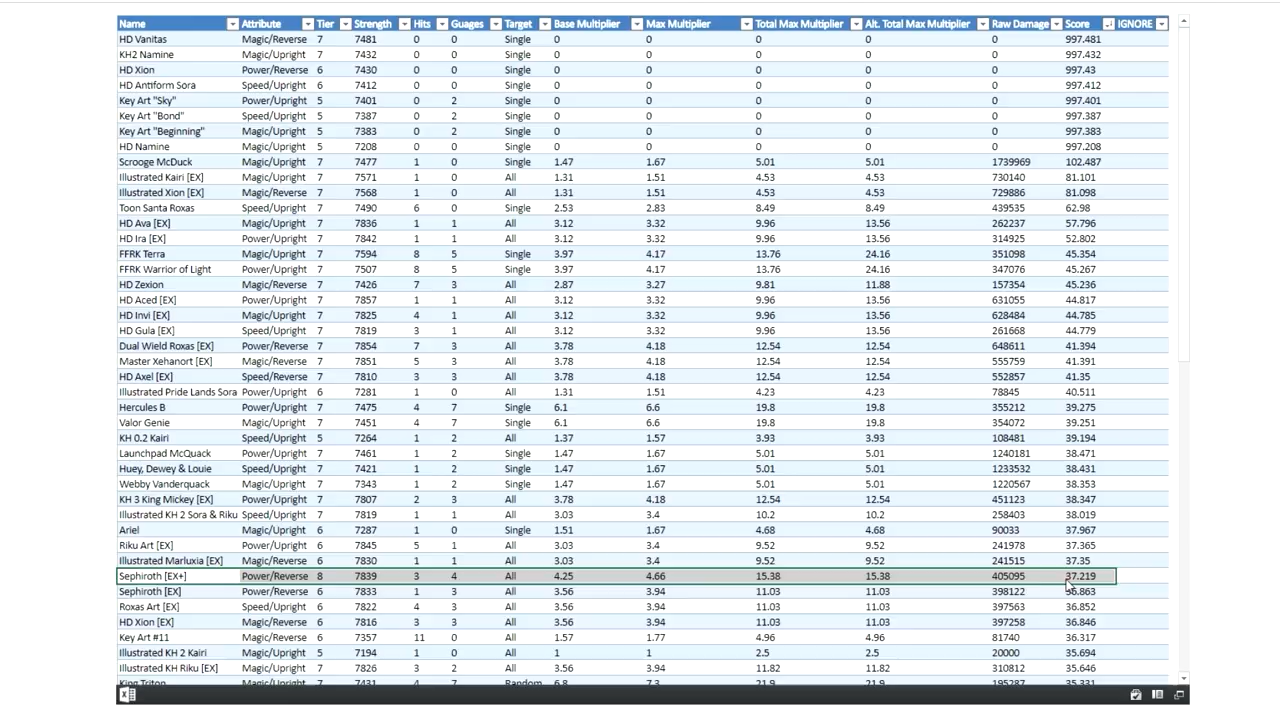 Name Attribute Tier Strength Hits Guages Target Base Multiplier Max Multiplier Total Max Multiplier Alt. Total Max Multiplier Raw Damage Score IGNORE
HD Vanitas Magic/Reverse 7 7481 0 0 Single 0 0 0 0 0 997.481
KH2 Namine Magic/Upright 7 7432 0 0 Single 0 0 0 0 0 997.432
HD Xion Power/Reverse 6 7430 0 0 Single 0 0 0 0 0 997.43
HD Antiform Sora Speed/Upright 6 7412 0 0 Single 0 0 0 0 0 997.412
Key Art "Sky" Power/Upright 5 7401 0 2 Single 0 0 0 0 0 997.401
Key Art "Bond" Speed/Upright 5 7387 0 2 Single 0 0 0 0 0 997.387
Key Art "Beginning" Magic/Upright 5 7383 0 2 Single 0 0 0 0 0 997.383
HD Namine Magic/Upright 5 7208 0 0 Single 0 0 0 0 0 997.208
Scrooge McDuck Magic/Upright 7 7477 1 0 Single 1.47 1.67 5.01 5.01 1739969 102.487
Illustrated Kairi [EX] Magic/Upright 7 7571 1 0 All 1.31 1.51 4.53 4.53 730140 81.101
Illustrated Xion [EX] Magic/Reverse 7 7568 1 0 All 1.31 1.51 4.53 4.53 729886 81.098
Toon Santa Roxas Speed/Upright 7 7490 6 0 Single 2.53 2.83 8.49 8.49 439535 62.98
HD Ava [EX] Magic/Upright 7 7836 1 1 All 3.12 3.32 9.96 13.56 262237 57.796
HD Ira [EX] Power/Upright 7 7842 1 1 All 3.12 3.32 9.96 13.56 314925 52.802
FFRK Terra Magic/Upright 7 7594 8 5 Single 3.97 4.17 13.76 24.16 351098 45.354
FFRK Warrior of Light Power/Upright 7 7507 8 5 Single 3.97 4.17 13.76 24.16 347076 45.267
HD Zexion Magic/Reverse 7 7426 7 3 All 2.87 3.27 9.81 11.88 157354 45.236
HD Aced [EX] Power/Upright 7 7857 1 1 All 3.12 3.32 9.96 13.56 631055 44.817
HD Invi [EX] Magic/Upright 7 7825 4 1 All 3.12 3.32 9.96 13.56 628484 44.785
HD Gula [EX] Speed/Upright 7 7819 3 1 All 3.12 3.32 9.96 13.56 261668 44.779
Dual Wield Roxas [EX] Power/Reverse 7 7854 7 3 All 3.78 4.18 12.54 12.54 648611 41.394
Master Xehanort [EX] Magic/Reverse 7 7851 5 3 All 3.78 4.18 12.54 12.54 555759 41.391
HD Axel [EX] Speed/Reverse 7 7810 3 3 All 3.78 4.18 12.54 12.54 552857 41.35
Illustrated Pride Lands Sora Power/Upright 6 7281 1 0 All 1.31 1.51 4.23 4.23 78845 40.511
Hercules B Power/Upright 7 7475 4 7 Single 6.1 6.6 19.8 19.8 355212 39.275
Valor Genie Magic/Upright 7 7451 4 7 Single 6.1 6.6 19.8 19.8 354072 39.251
KH 0.2 Kairi Speed/Upright 5 7264 1 2 All 1.37 1.57 3.93 3.93 108481 39.194
Launchpad McQuack Power/Upright 7 7461 1 2 Single 1.47 1.67 5.01 5.01 1240181 38.471
Huey, Dewey & Louie Speed/Upright 7 7421 1 2 Single 1.47 1.67 5.01 5.01 1233532 38.431
Webby Vanderquack Magic/Upright 7 7343 1 2 Single 1.47 1.67 5.01 5.01 1220567 38.353
KH 3 King Mickey [EX] Power/Upright 7 7807 2 3 All 3.78 4.18 12.54 12.54 451123 38.347
Illustrated KH 2 Sora & Riku Speed/Upright 7 7819 1 1 All 3.03 3.4 10.2 10.2 258403 38.019
Ariel Magic/Upright 6 7287 1 0 Single 1.51 1.67 4.68 4.68 90033 37.967
Riku Art [EX] Power/Upright 6 7845 5 1 All 3.03 3.4 9.52 9.52 241978 37.365
Illustrated Marluxia [EX] Magic/Reverse 6 7830 1 1 All 3.03 3.4 9.52 9.52 241515 37.35
Sephiroth [EX+] Power/Reverse 8 7839 3 4 All 4.25 4.66 15.38 15.38 405095 37.219
Sephiroth [EX] Power/Reverse 6 7833 1 3 All 3.56 3.94 11.03 11.03 398122 36.863
Roxas Art [EX] Speed/Upright 6 7822 4 3 All 3.56 3.94 11.03 11.03 397563 36.852
HD Xion [EX] Magic/Reverse 6 7816 3 3 All 3.56 3.94 11.03 11.03 397258 36.846
Key Art #11 Magic/Reverse 6 7357 11 0 All 1.57 1.77 4.96 4.96 81740 36.317
Illustrated KH 2 Kairi Magic/Upright 5 7194 1 0 All 1 1 2.5 2.5 20000 35.694
Illustrated KH Riku [EX] Magic/Upright 7 7826 3 2 All 3.56 3.94 11.82 11.82 310812 35.646
King Triton Magic/Upright 7 7431 4 7 Random 6.8 7.3 21.9 21.9 195287 35.331